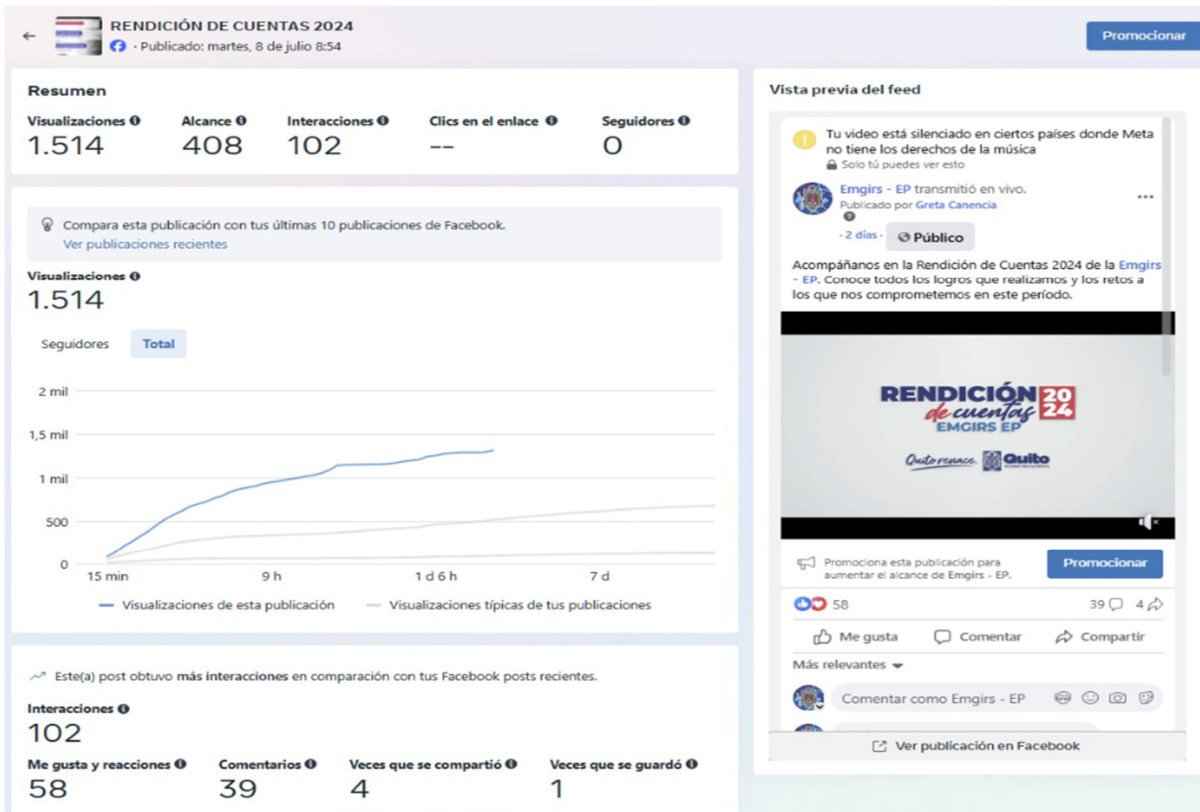 RENDICIÓN DE CUENTAS 2024
· Publicado: martes, 8 de julio 8:54
Promocionar
Resumen
Visualizaciones Alcance Interacciones Clics en el enlace Seguidores
1.514 408 102 -- 0
Compara esta publicación con tus últimas 10 publicaciones de Facebook.
Ver publicaciones recientes
Visualizaciones
1.514
Seguidores Total
2 mil
1,5 mil
1 mil
500
0
15 min 9 h 1 d 6 h 7 d
Visualizaciones de esta publicación Visualizaciones típicas de tus publicaciones
Este(a) post obtuvo más interacciones en comparación con tus Facebook posts recientes.
Interacciones
102
Me gusta y reacciones Comentarios Veces que se compartió Veces que se guardó
58 39 4 1
Vista previa del feed
Tu video está silenciado en ciertos países donde Meta
no tiene los derechos de la música
Solo tú puedes ver esto
Emgirs - EP transmitió en vivo.
Publicado por Greta Canencia
· 2 días · Público
Acompáñanos en la Rendición de Cuentas 2024 de la Emgirs
- EP. Conoce todos los logros que realizamos y los retos a
los que nos comprometemos en este período.
RENDICIÓN 20
de cuentas 24
EMGIRS EP
Quito renace. Quito
Promociona esta publicación para
aumentar el alcance de Emgirs - EP.
Promocionar
58 39 4
Me gusta Comentar Compartir
Más relevantes
Comentar como Emgirs - EP
Ver publicación en Facebook